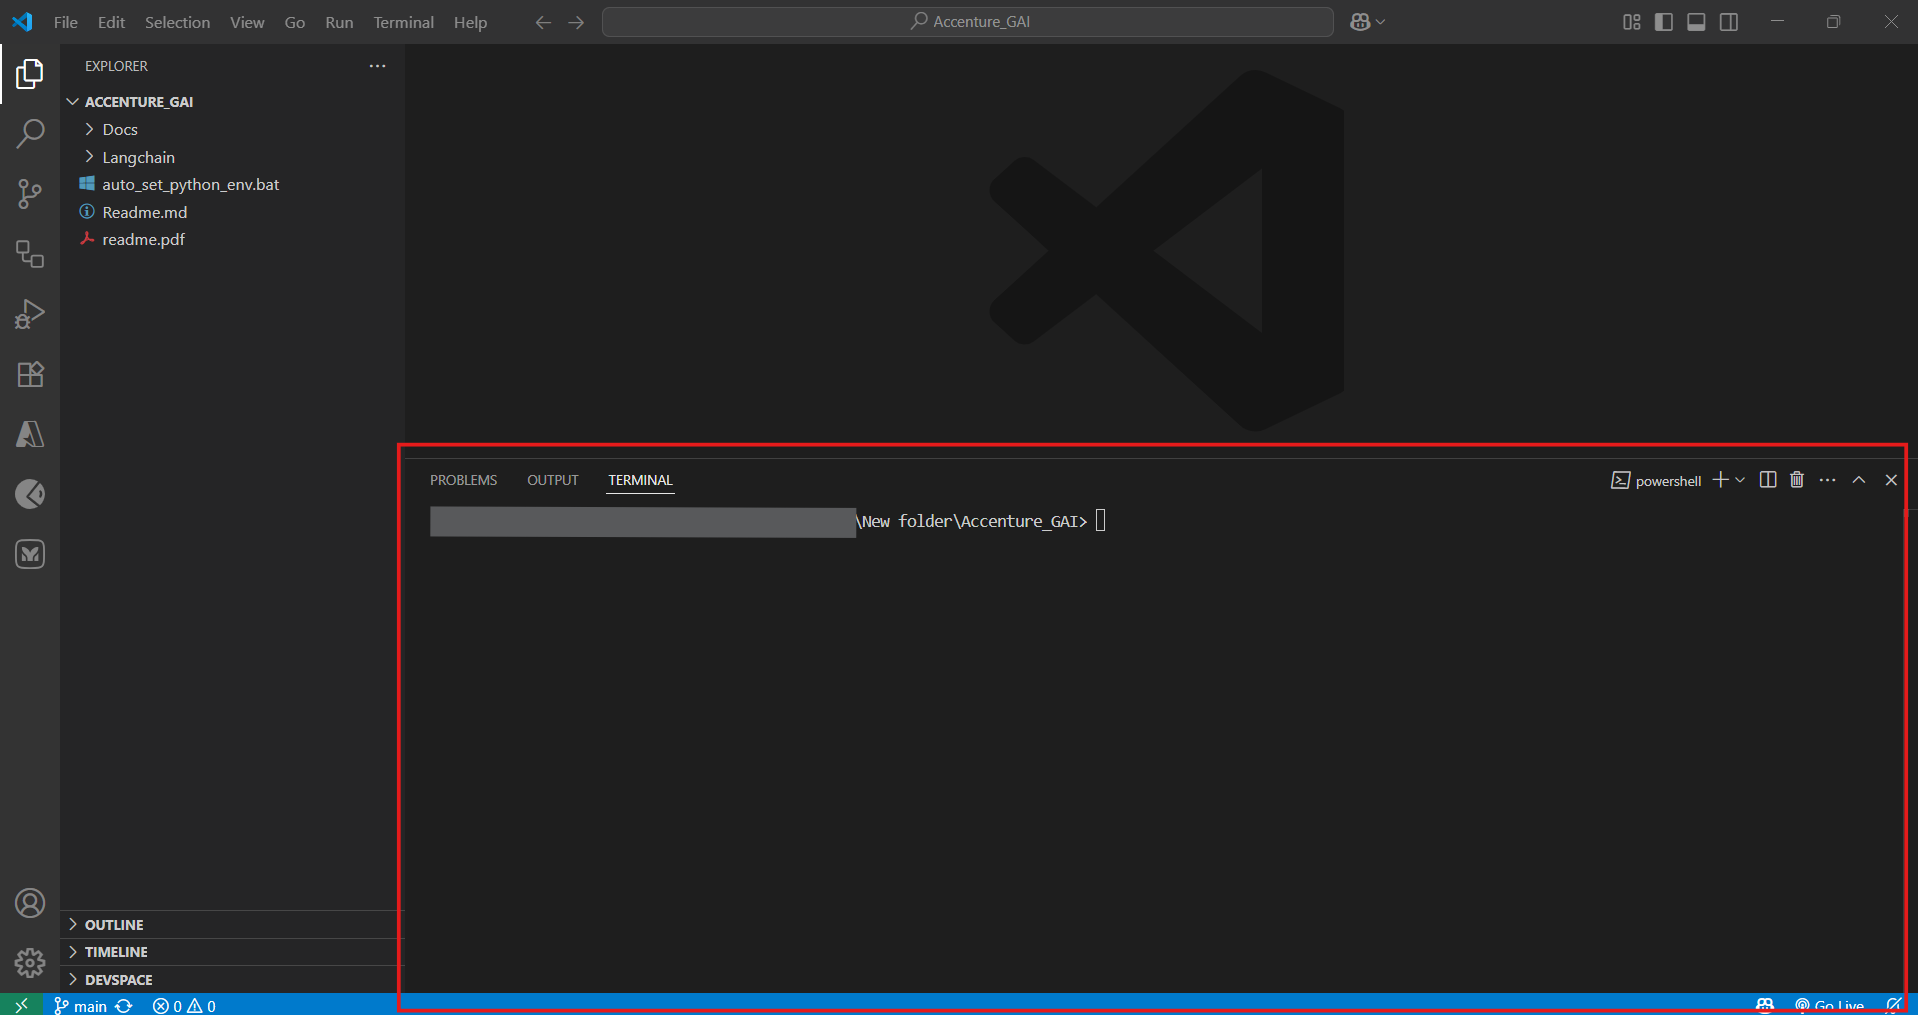 File Edit Selection View Go Run Terminal Help
Accenture_GAI
EXPLORER
ACCENTURE_GAI
Docs
Langchain
auto_set_python_env.bat
Readme.md
readme.pdf
PROBLEMS OUTPUT TERMINAL
powershell
\New folder\Accenture_GAI>
OUTLINE
TIMELINE
DEVSPACE
main 0 0 Go Live